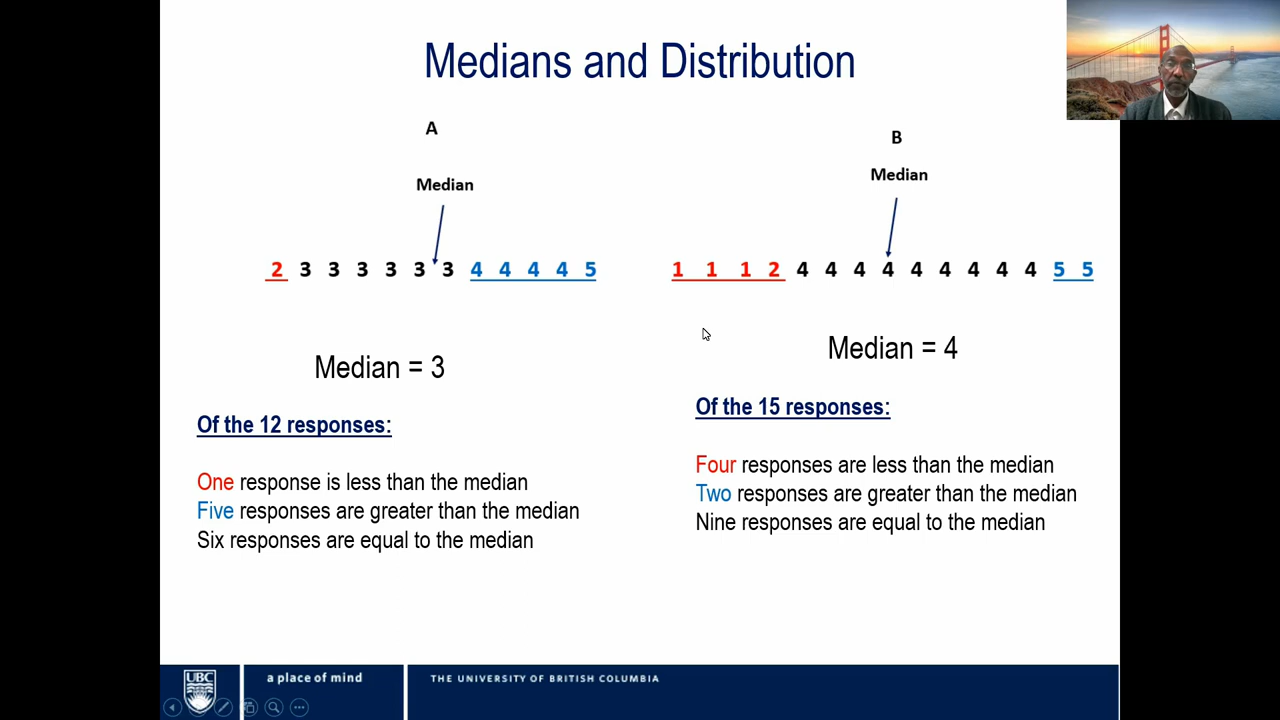 Medians and Distribution
A
Median
2 3 3 3 3 3 3 4 4 4 4 5
Median = 3
Of the 12 responses:
One response is less than the median
Five responses are greater than the median
Six responses are equal to the median
B
Median
1 1 1 2 4 4 4 4 4 4 4 4 4 5 5
Median = 4
Of the 15 responses:
Four responses are less than the median
Two responses are greater than the median
Nine responses are equal to the median
UBC
a place of mind
THE UNIVERSITY OF BRITISH COLUMBIA